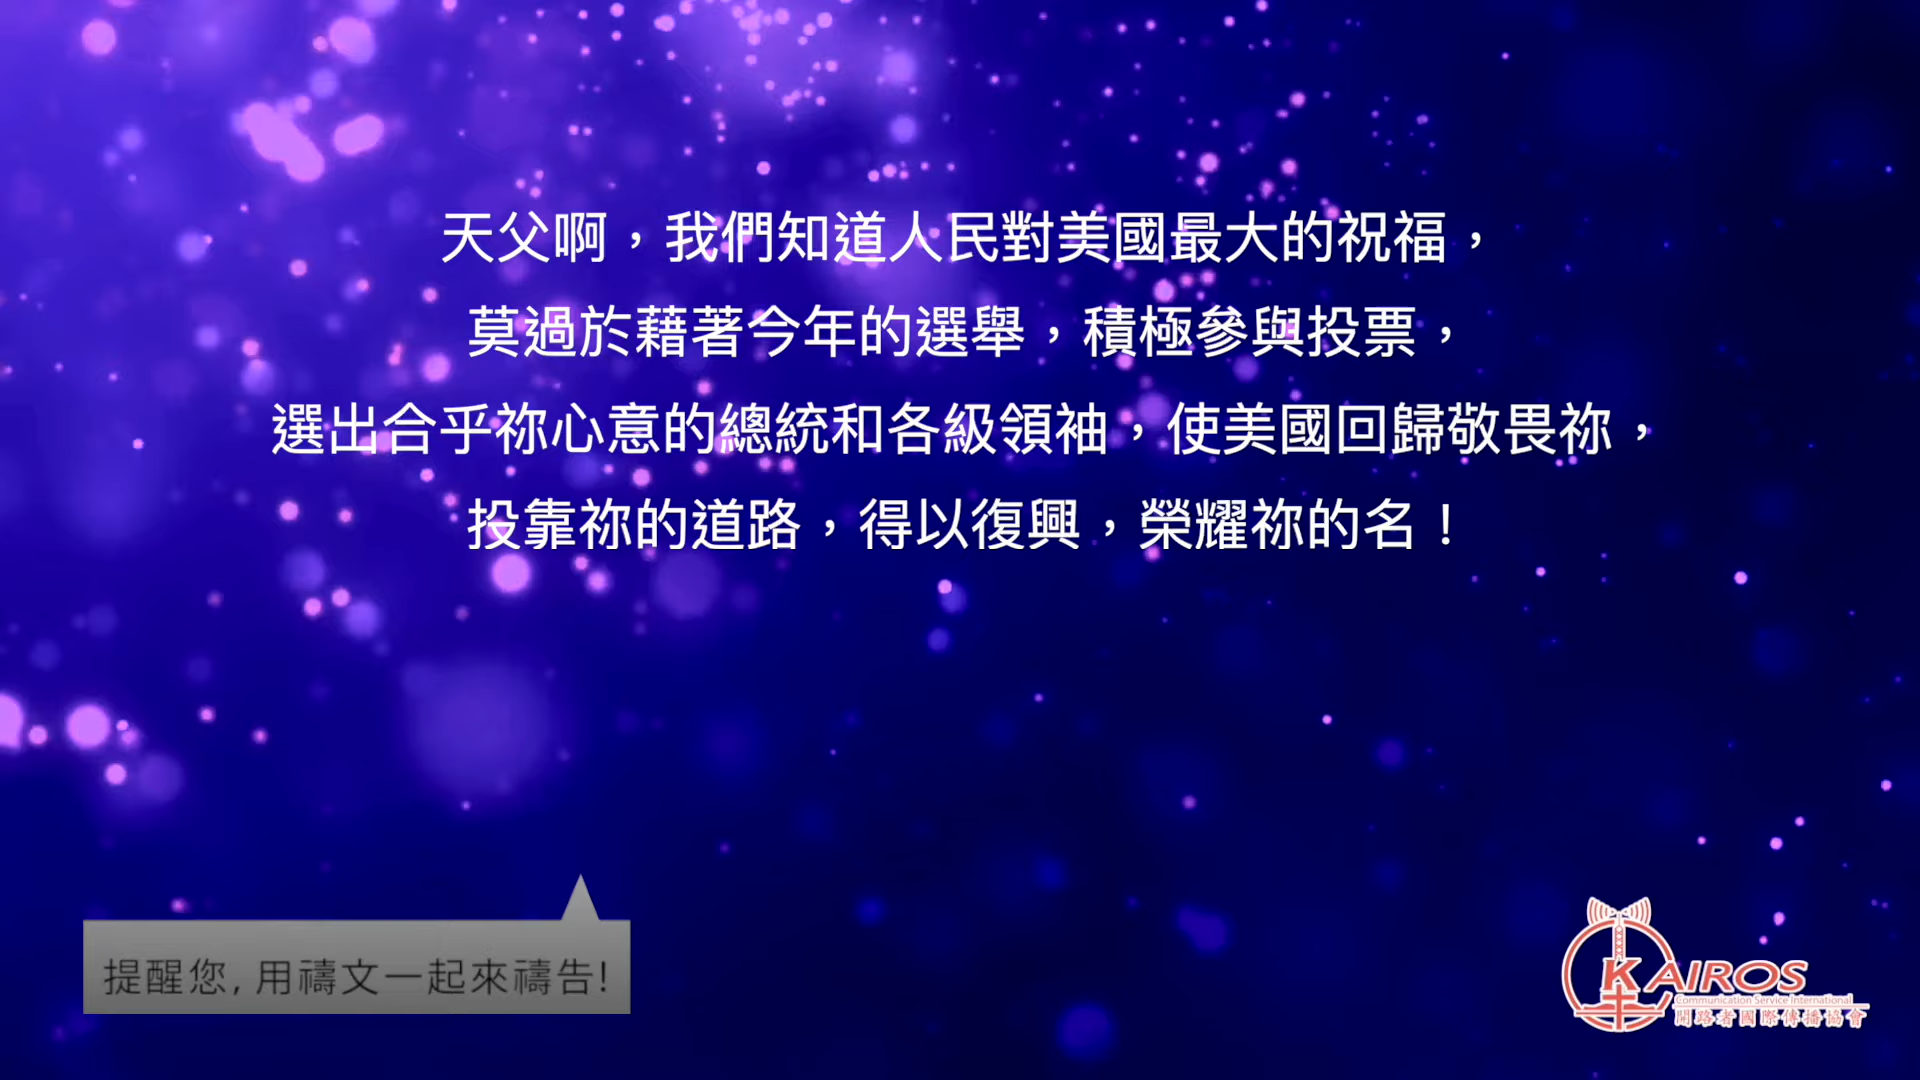 天父啊，我們知道人民對美國最大的祝福，
莫過於藉著今年的選舉，積極參與投票，
選出合乎祢心意的總統和各級領袖，使美國回歸敬畏祢，
投靠祢的道路，得以復興，榮耀祢的名！
提醒您, 用禱文一起來禱告!
KAIROS
Communication Service International
開路者國際傳播協會